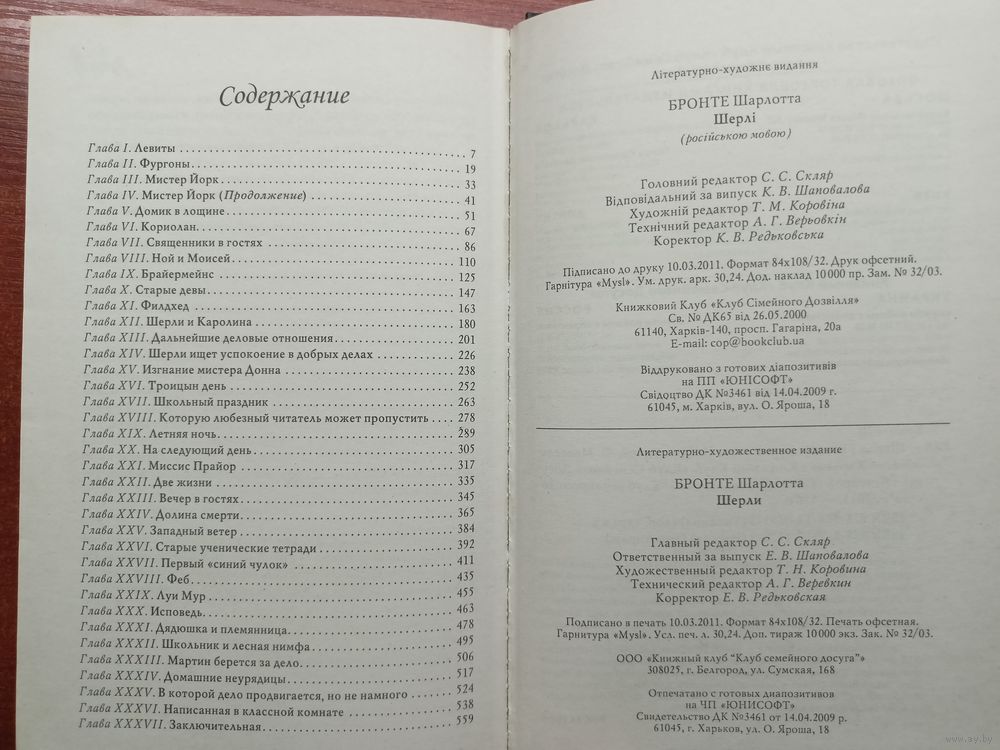 Содержание
Глава I. Левиты 7
Глава II. Фургоны 19
Глава III. Мистер Йорк 33
Глава IV. Мистер Йорк (Продолжение) 41
Глава V. Домик в лощине 51
Глава VI. Кориолан 67
Глава VII. Священники в гостях 86
Глава VIII. Ной и Моисей 110
Глава IX. Брайермейнс 125
Глава X. Старые девы 147
Глава XI. Филдхед 163
Глава XII. Шерли и Каролина 180
Глава XIII. Дальнейшие деловые отношения 201
Глава XIV. Шерли ищет успокоение в добрых делах 226
Глава XV. Изгнание мистера Донна 238
Глава XVI. Троицын день 252
Глава XVII. Школьный праздник 263
Глава XVIII. Которую любезный читатель может пропустить 278
Глава XIX. Летняя ночь 289
Глава XX. На следующий день 305
Глава XXI. Миссис Прайор 317
Глава XXII. Две жизни 335
Глава XXIII. Вечер в гостях 345
Глава XXIV. Долина смерти 365
Глава XXV. Западный ветер 384
Глава XXVI. Старые ученические тетради 392
Глава XXVII. Первый «синий чулок» 411
Глава XXVIII. Феб 435
Глава XXIX. Луи Мур 455
Глава XXX. Исповедь 463
Глава XXXI. Дядюшка и племянница 478
Глава XXXII. Школьник и лесная нимфа 495
Глава XXXIII. Мартин берется за дело 506
Глава XXXIV. Домашние неурядицы 517
Глава XXXV. В которой дело продвигается, но не намного 524
Глава XXXVI. Написанная в классной комнате 538
Глава XXXVII. Заключительная 559
Літературно-художнє видання
БРОНТЕ Шарлотта
Шерлі
(російською мовою)
Головний редактор С. С. Скляр
Відповідальний за випуск К. В. Шаповалова
Художній редактор Т. М. Коровіна
Технічний редактор А. Г. Верьовкін
Коректор К. В. Редьковська
Підписано до друку 10.03.2011. Формат 84х108/32. Друк офсетний.
Гарнітура «Mysl». Ум. друк. арк. 30,24. Дод. наклад 10 000 пр. Зам. № 32/03.
Книжковий Клуб «Клуб Сімейного Дозвілля»
Св. № ДК65 від 26.05.2000
61140, Харків-140, просп. Гагаріна, 20а
E-mail: cop@bookclub.ua
Віддруковано з готових діапозитивів
на ПП «ЮНІСОФТ»
Свідоцтво ДК №3461 від 14.04.2009 г.
61045, м. Харків, вул. О. Яроша, 18
Литературно-художественное издание
БРОНТЕ Шарлотта
Шерли
Главный редактор С. С. Скляр
Ответственный за выпуск Е. В. Шаповалова
Художественный редактор Т. Н. Коровина
Технический редактор А. Г. Веревкин
Корректор Е. В. Редьковская
Подписано в печать 10.03.2011. Формат 84х108/32. Печать офсетная.
Гарнитура «Mysl». Усл. печ. л. 30,24. Доп. тираж 10 000 экз. Зак. № 32/03.
ООО «Книжный клуб "Клуб семейного досуга"»
308025, г. Белгород, ул. Сумская, 168
Отпечатано с готовых диапозитивов
на ЧП «ЮНИСОФТ»
Свидетельство ДК №3461 от 14.04.2009 г.
61045, г. Харьков, ул. О. Яроша, 18
www.ay.by